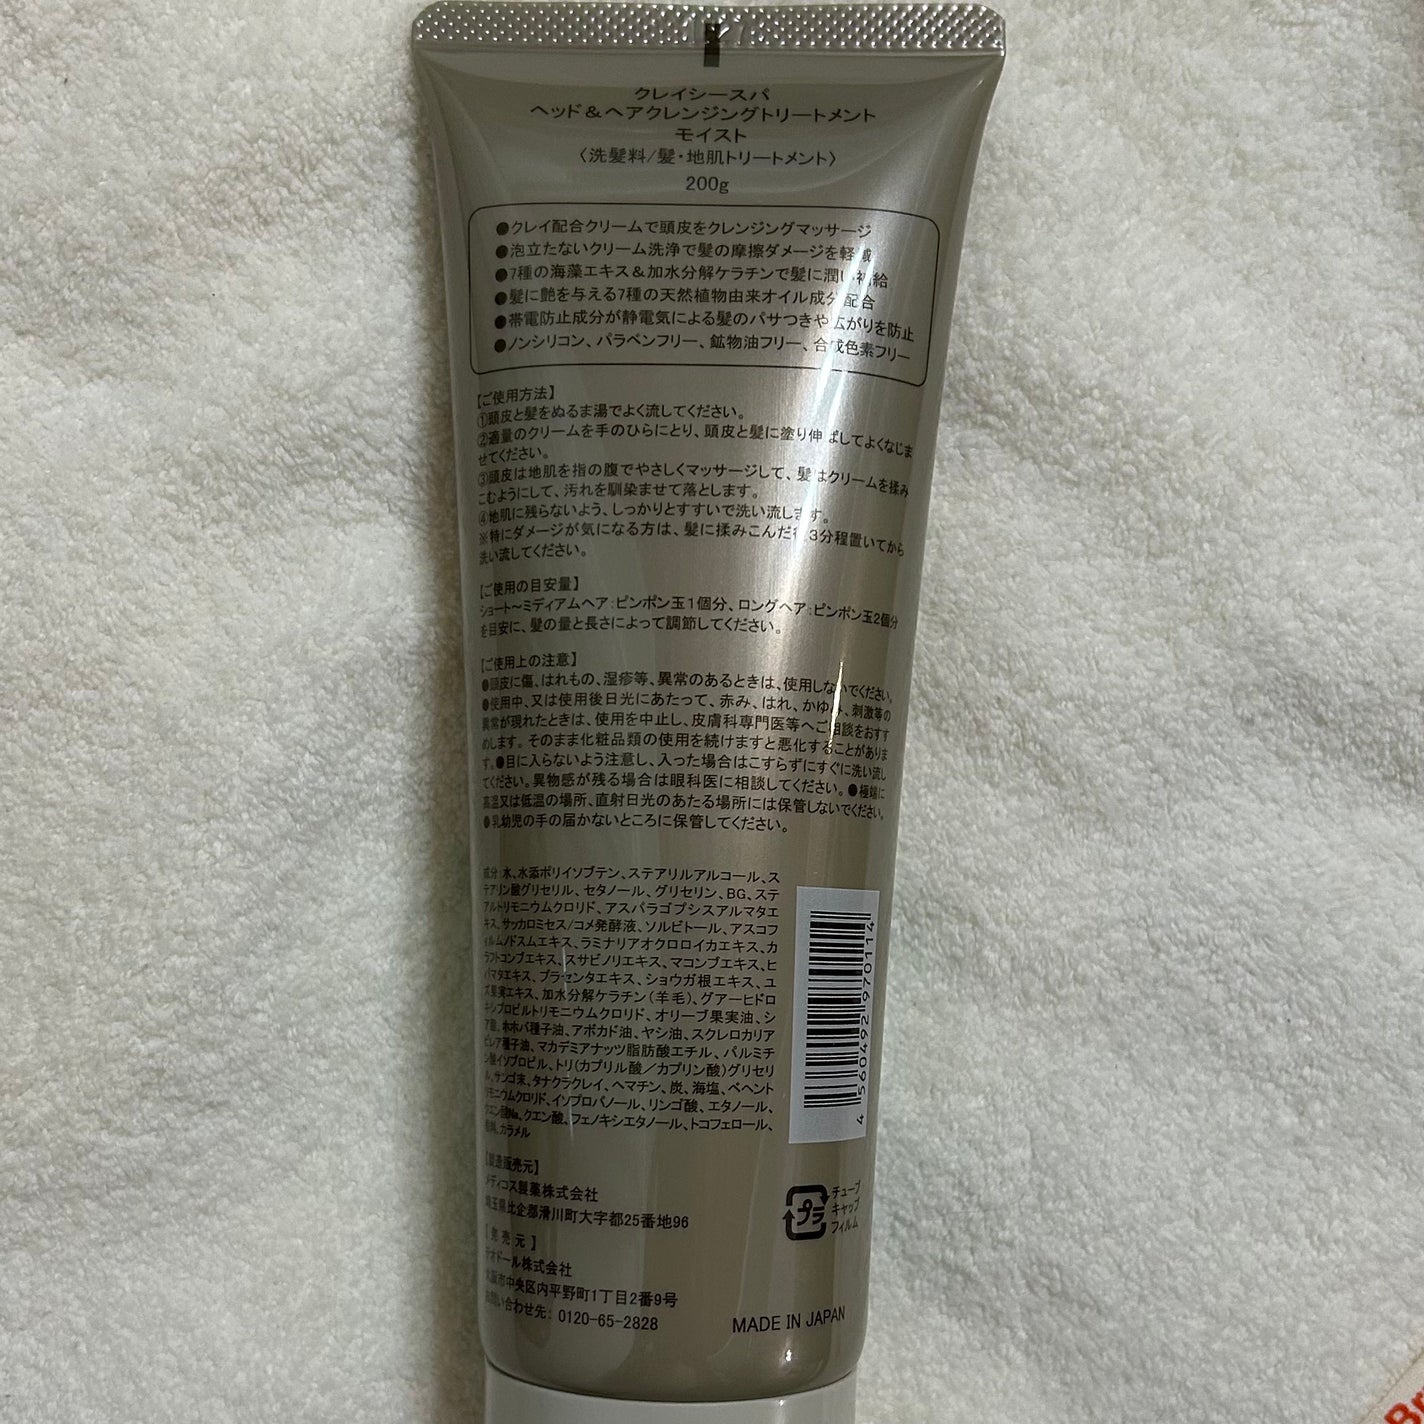 クレイシースパ
ヘッド＆ヘアクレンジングトリートメント
モイスト
〈洗髪料/髪・地肌トリートメント〉
200g
●クレイ配合クリームで頭皮をクレンジングマッサージ
●泡立たないクリーム洗浄で髪の摩擦ダメージを軽減
●7種の海藻エキス＆加水分解ケラチンで髪に潤い補給
●髪に艶を与える7種の天然植物由来オイル成分配合
●帯電防止成分が静電気による髪のパサつきや広がりを防止
●ノンシリコン、パラベンフリー、鉱物油フリー、合成色素フリー
【ご使用方法】
①頭皮と髪をぬるま湯でよく流してください。
②適量のクリームを手のひらにとり、頭皮と髪に塗り伸ばしてよくなじま
せてください。
③頭皮は地肌を指の腹でやさしくマッサージして、髪はクリームを揉み
こむようにして、汚れを馴染ませて落とします。
④地肌に残らないよう、しっかりとすすいで洗い流します。
※特にダメージが気になる方は、髪に揉みこんだ後3分程置いてから
洗い流してください。
【ご使用の目安量】
ショート～ミディアムヘア：ピンポン玉1個分、ロングヘア：ピンポン玉2個分
を目安に、髪の量と長さによって調節してください。
【ご使用上の注意】
●頭皮に傷、はれもの、湿疹等、異常のあるときは、使用しないでください。
●使用中、又は使用後日光にあたって、赤み、はれ、かゆみ、刺激等の
異常が現れたときは、使用を中止し、皮膚科専門医等へご相談をおすす
めします。そのまま化粧品類の使用を続けますと悪化することがありま
す。●目に入らないよう注意し、入った場合はこすらずにすぐに洗い流し
てください。異物感が残る場合は眼科医に相談してください。●極端に
高温又は低温の場所、直射日光のあたる場所には保管しないでください。
●乳幼児の手の届かないところに保管してください。
成分：水、水添ポリイソブテン、ステアリルアルコール、ス
テアリン酸グリセリル、セタノール、グリセリン、BG、ステ
アルトリモニウムクロリド、アスパラゴプシスアルマタエ
キス、サッカロミセス/コメ発酵液、ソルビトール、アスコフ
ィルムノドスムエキス、ラミナリアオクロロイカエキス、カ
ラフトコンブエキス、スサビノリエキス、マコンブエキス、ヒ
バマタエキス、プラセンタエキス、ショウガ根エキス、ユ
ズ果実エキス、加水分解ケラチン（羊毛）、グアーヒドロ
キシプロピルトリモニウムクロリド、オリーブ果実油、シ
ア脂、ホホバ種子油、アボカド油、ヤシ油、スクレロカリア
ビレア種子油、マカデミアナッツ脂肪酸エチル、パルミチ
ン酸イソプロピル、トリ（カプリル酸／カプリン酸）グリセリ
ル、サンゴ末、タナクラクレイ、ヘマチン、炭、海塩、ベヘント
リモニウムクロリド、イソプロパノール、リンゴ酸、エタノール、
クエン酸Na、クエン酸、フェノキシエタノール、トコフェロール、
香料、カラメル
4 560492 970114
【製造販売元】
メディコス製薬株式会社
埼玉県比企郡滑川町大字都25番地96
【発売元】
テオドール株式会社
大阪市中央区内平野町1丁目2番9号
お問い合わせ先：0120-65-2828
プラ
チューブ
キャップ
フィルム
MADE IN JAPAN